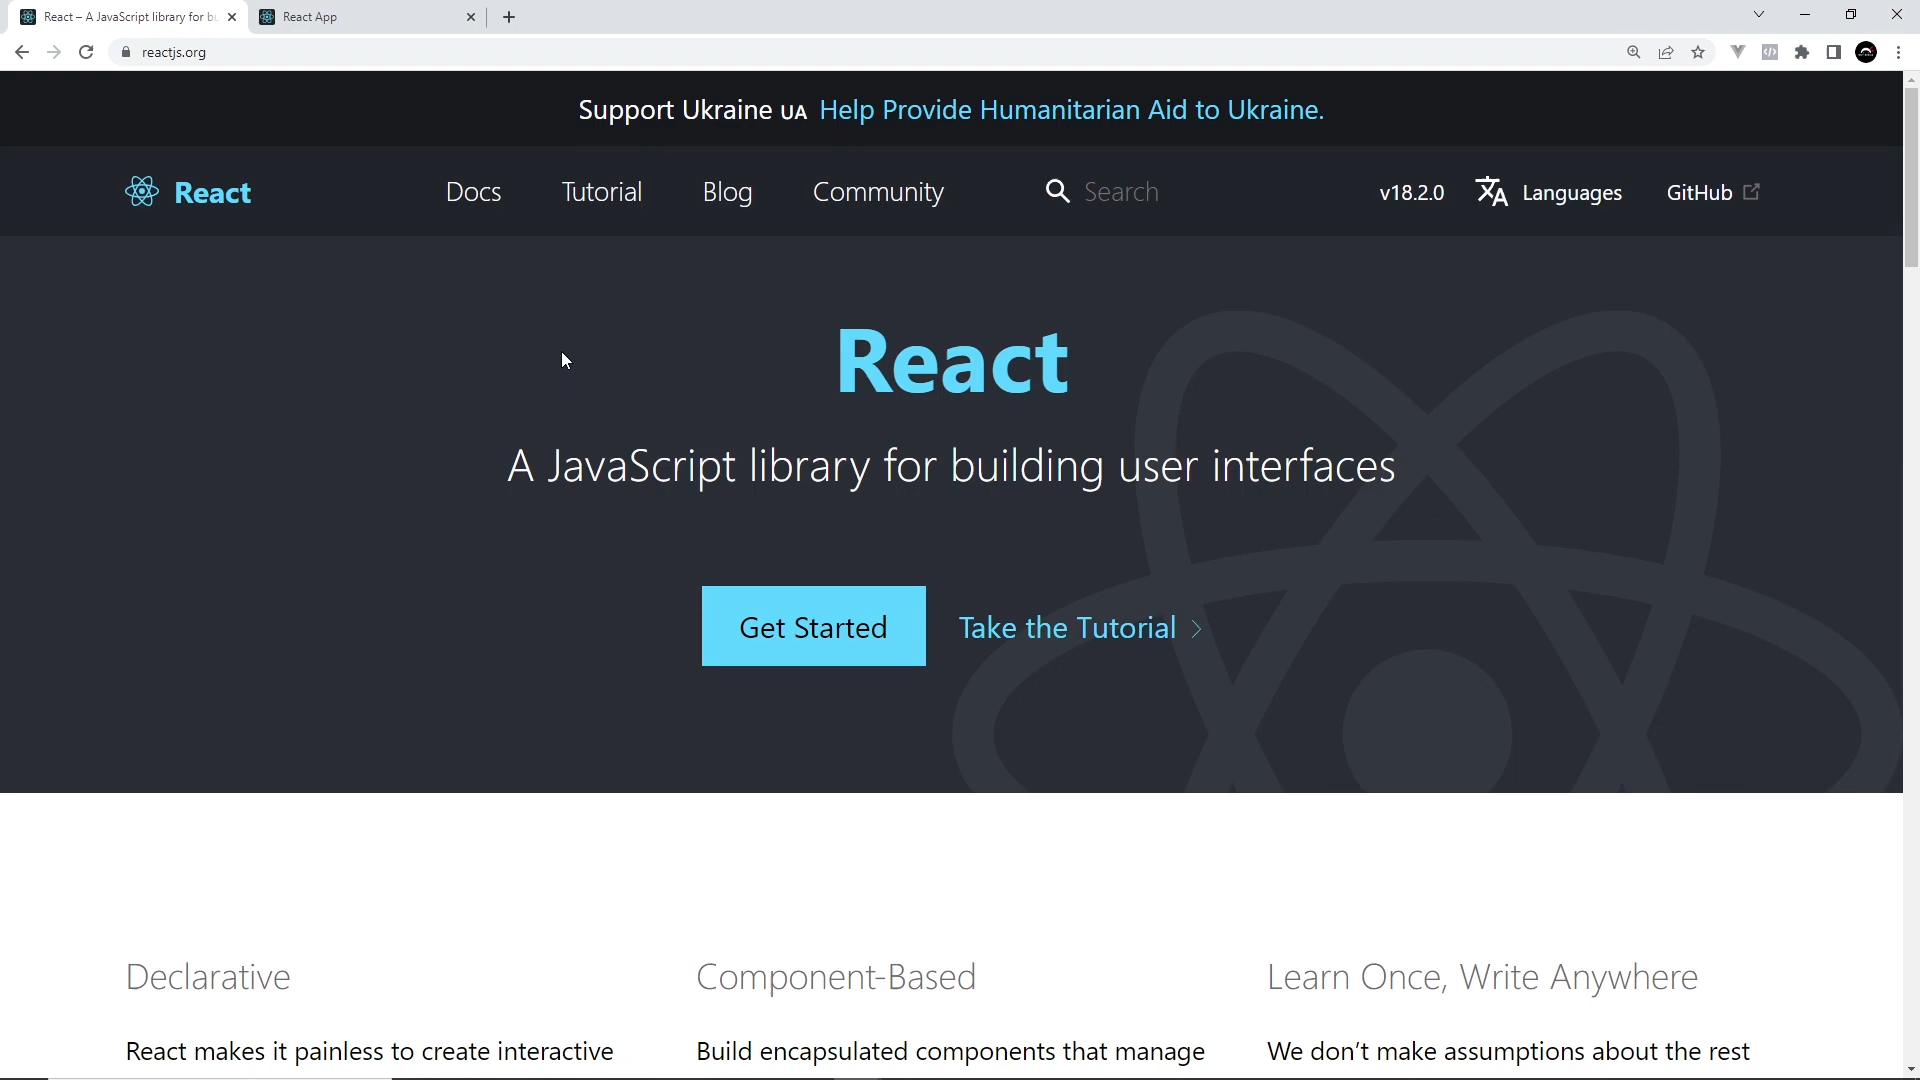 React – A JavaScript library for bu
React App
reactjs.org
Support Ukraine UA Help Provide Humanitarian Aid to Ukraine.
React
Docs
Tutorial
Blog
Community
Search
v18.2.0
Languages
GitHub
React
A JavaScript library for building user interfaces
Get Started
Take the Tutorial
Declarative
Component-Based
Learn Once, Write Anywhere
React makes it painless to create interactive
Build encapsulated components that manage
We don't make assumptions about the rest